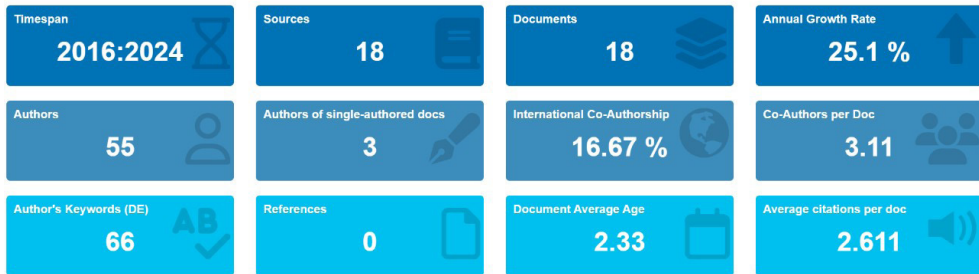 Timespan
2016:2024
Sources
18
Documents
18
Annual Growth Rate
25.1 %
Authors
55
Authors of single-authored docs
3
International Co-Authorship
16.67 %
Co-Authors per Doc
3.11
Author's Keywords (DE)
66
AB
References
0
Document Average Age
2.33
Average citations per doc
2.611